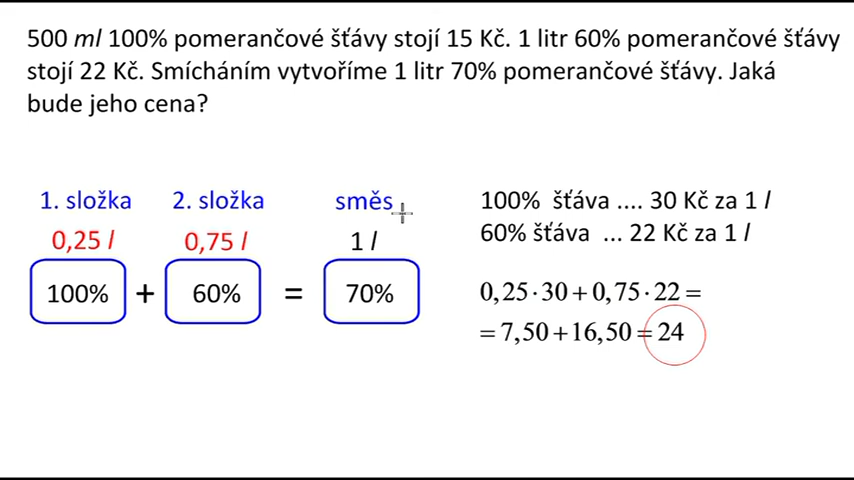 500 ml 100% pomerančové šťávy stojí 15 Kč. 1 litr 60% pomerančové šťávy
stojí 22 Kč. Smícháním vytvoříme 1 litr 70% pomerančové šťávy. Jaká
bude jeho cena?
1. složka 2. složka směs
0,25 l 0,75 l 1 l
100% + 60% = 70%
100% šťáva .... 30 Kč za 1 l
60% šťáva ... 22 Kč za 1 l
0,25·30+0,75·22=
=7,50+16,50=24